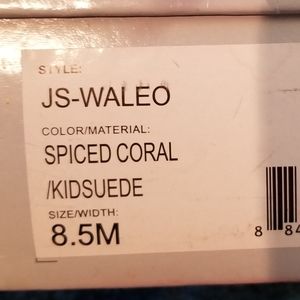 STYLE:
JS-WALEO
COLOR/MATERIAL:
SPICED CORAL
/KIDSUEDE
SIZE/WIDTH:
8.5M
8 84